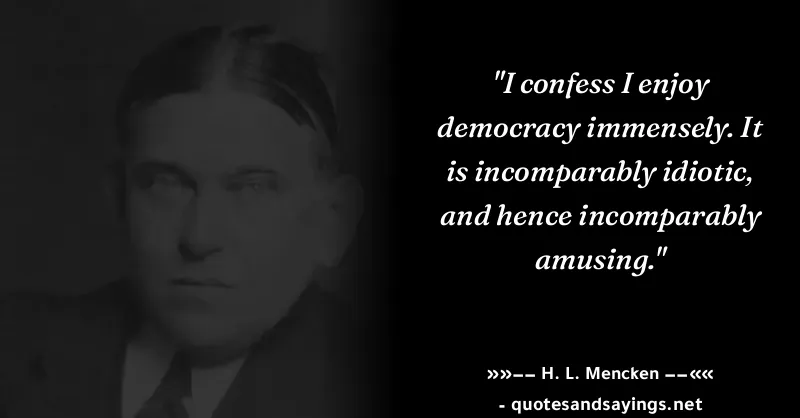 "I confess I enjoy
democracy immensely. It
is incomparably idiotic,
and hence incomparably
amusing."
»»—— H. L. Mencken ——««
- quotesandsayings.net